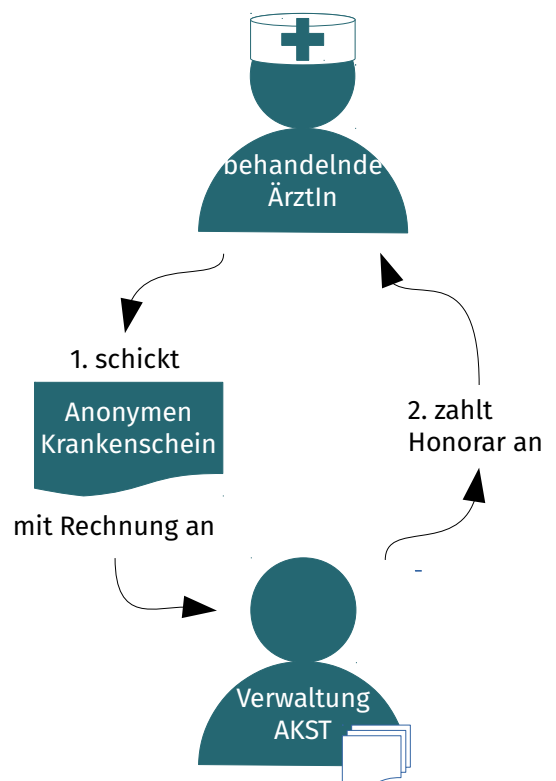 behandelnde
ÄrztIn
1. schickt
Anonymen
Krankenschein
mit Rechnung an
2. zahlt
Honorar an
Verwaltung
AKST